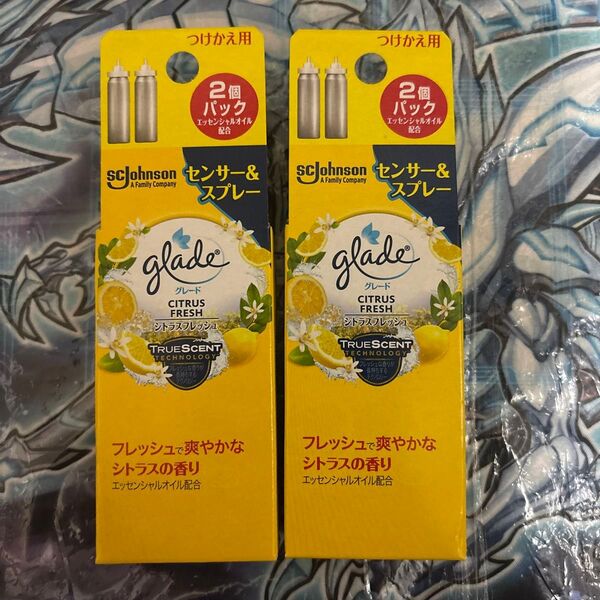 つけかえ用
2個
パック
エッセンシャルオイル
配合
SC Johnson
A Family Company
センサー&
スプレー
glade®
グレード
CITRUS
FRESH
シトラスフレッシュ
TRUESCENT
TECHNOLOGY
フレッシュで爽やかな
シトラスの香り
エッセンシャルオイル配合
つけかえ用
2個
パック
エッセンシャルオイル
配合
SC Johnson
A Family Company
センサー&
スプレー
glade®
グレード
CITRUS
FRESH
シトラスフレッシュ
TRUESCENT
TECHNOLOGY
フレッシュで爽やかな
シトラスの香り
エッセンシャルオイル配合